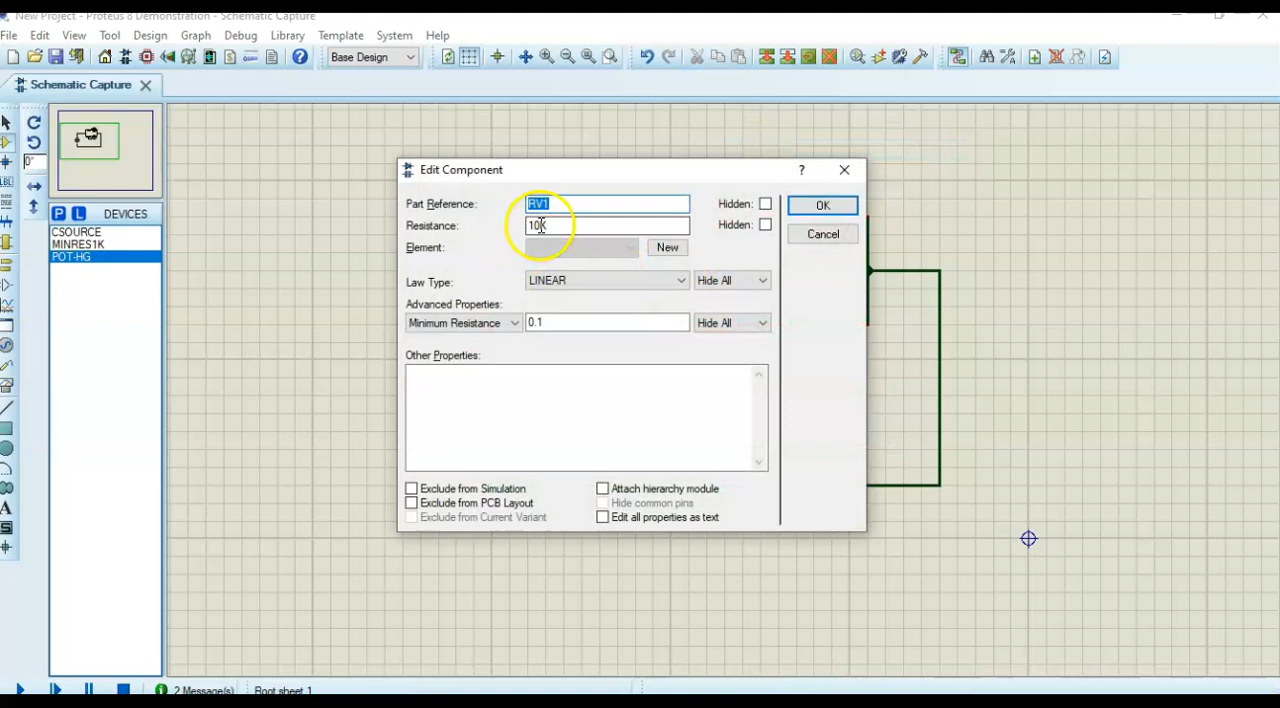 New Project - Proteus 8 Demonstration - Schematic Capture
File Edit View Tool Graph Debug Library Template System Help
Design
Base Design
Schematic Capture
0°
LBL
P L DEVICES
CSOURCE
MINRES1K
POT-HG
A
S
Edit Component
?
Part Reference: RV1 Hidden: OK
Resistance: 10K Hidden: Cancel
Element: New
Law Type: LINEAR Hide All
Advanced Properties:
Minimum Resistance 0.1 Hide All
Other Properties:
Exclude from Simulation Attach hierarchy module
Exclude from PCB Layout Hide common pins
Exclude from Current Variant Edit all properties as text
2 Message(s) Root sheet 1